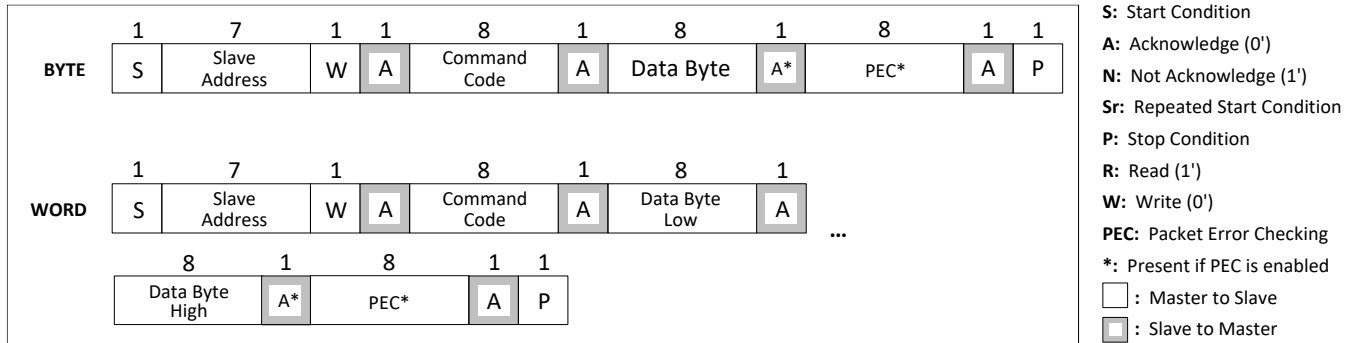 1 7 1 1 8 1 8 1 8 1 1
BYTE S Slave Address W A Command Code A Data Byte A* PEC* A P
1 7 1 8 1 8 1
WORD S Slave Address W A Command Code A Data Byte Low A ...
8 1 8 1 1
Data Byte High A* PEC* A P
S: Start Condition
A: Acknowledge (0')
N: Not Acknowledge (1')
Sr: Repeated Start Condition
P: Stop Condition
R: Read (1')
W: Write (0')
PEC: Packet Error Checking
*: Present if PEC is enabled
: Master to Slave
: Slave to Master